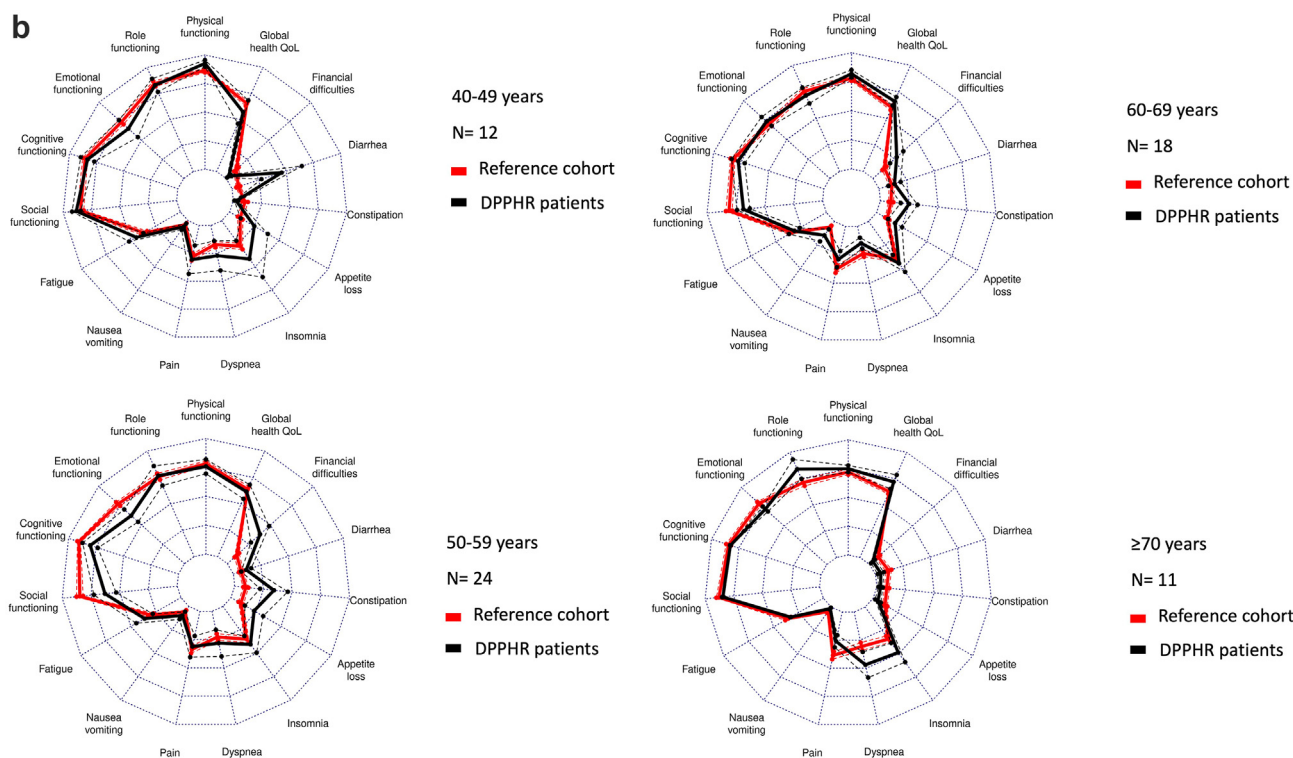 b
Physical
functioning
Role
functioning
Global
health QoL
Emotional
functioning
Financial
difficulties
Cognitive
functioning
Diarrhea
Social
functioning
Constipation
Fatigue
Appetite
loss
Nausea
vomiting
Insomnia
Pain
Dyspnea
40-49 years
N= 12
Reference cohort
DPPHR patients
Physical functioning
Role
functioning
Global
health QoL
Emotional
functioning
Financial
difficulties
Cognitive
functioning
Diarrhea
Social
functioning
Constipation
Fatigue
Appetite
loss
Nausea
vomiting
Insomnia
Pain
Dyspnea
60-69 years
N= 18
Reference cohort
DPPHR patients
Physical
functioning
Role
functioning
Global
health QoL
Emotional
functioning
Financial
difficulties
Cognitive
functioning
Diarrhea
Social
functioning
Constipation
Fatigue
Appetite
loss
Nausea
vomiting
Insomnia
Pain
Dyspnea
50-59 years
N= 24
Reference cohort
DPPHR patients
Physical functioning
Role
functioning
Global
health QoL
Emotional
functioning
Financial
difficulties
Cognitive
functioning
Diarrhea
Social
functioning
Constipation
Fatigue
Appetite
loss
Nausea
vomiting
Insomnia
Pain
Dyspnea
≥70 years
N= 11
Reference cohort
DPPHR patients